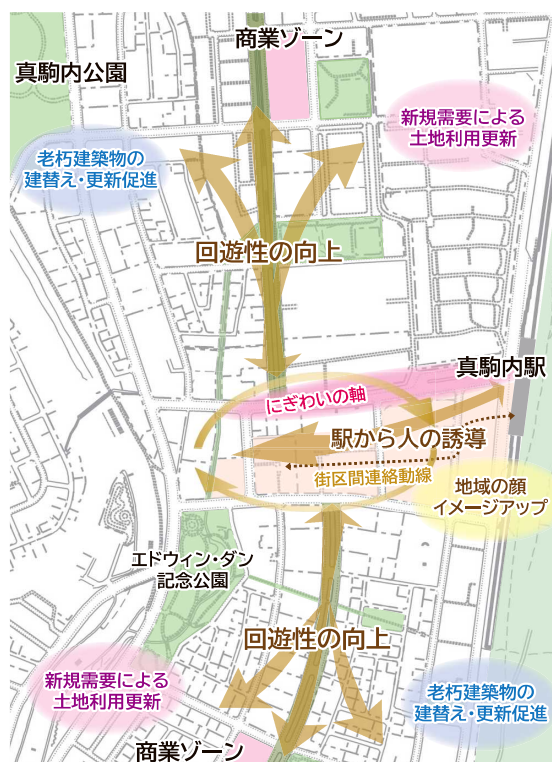 商業ゾーン
真駒内公園
新規需要による
土地利用更新
老朽建築物の
建替え・更新促進
回遊性の向上
真駒内駅
にぎわいの軸
駅から人の誘導
街区間連絡動線
地域の顔
イメージアップ
エドウィン・ダン
記念公園
回遊性の向上
新規需要による
土地利用更新
老朽建築物の
建替え・更新促進
商業ゾーン